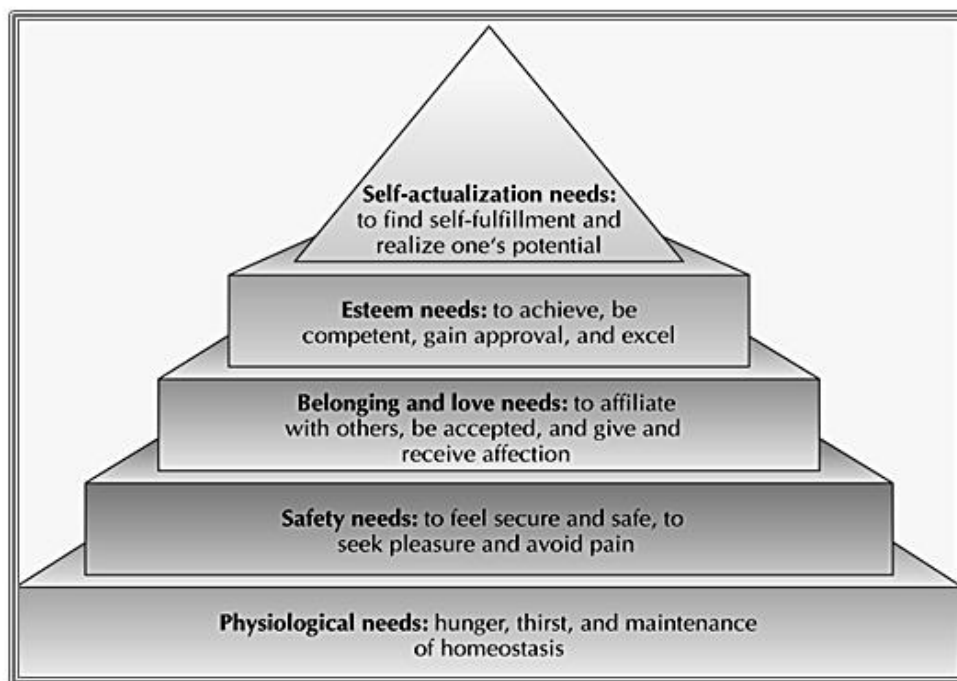 Self-actualization needs:
to find self-fulfillment and
realize one‘s potential
Esteem needs: to achieve, be
competent, gain approval, and excel
Belonging and love needs: to affiliate
with others, be accepted, and give and
receive affection
Safety needs: to feel secure and safe, to
seek pleasure and avoid pain
Physiological needs: hunger, thirst, and maintenance
of homeostasis